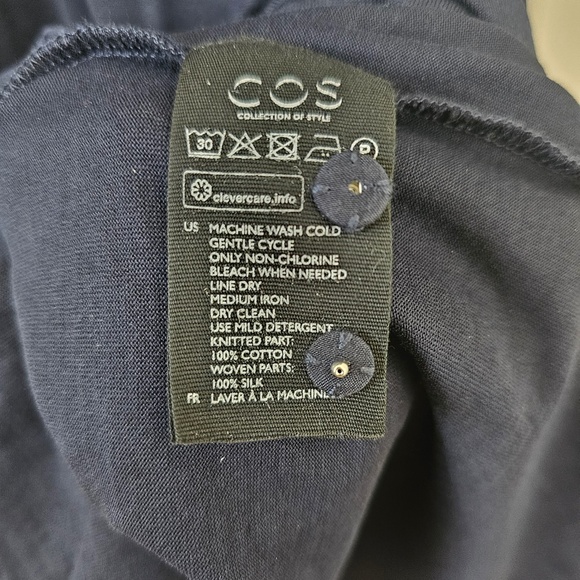 COS
COLLECTION OF STYLE
30 P
clevercare.info
US MACHINE WASH COLD
GENTLE CYCLE
ONLY NON-CHLORINE
BLEACH WHEN NEEDED
LINE DRY
MEDIUM IRON
DRY CLEAN
USE MILD DETERGENT
KNITTED PART:
100% COTTON
WOVEN PARTS:
100% SILK
FR LAVER À LA MACHINE